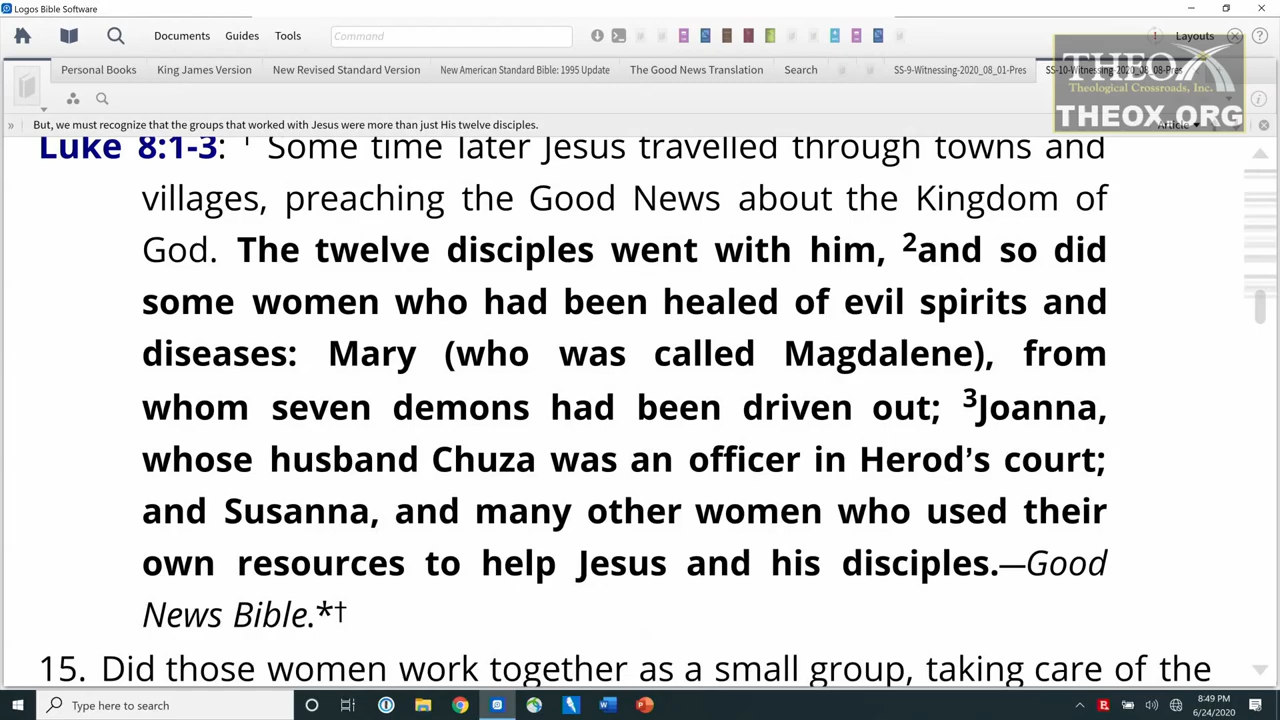 Logos Bible Software
Documents Guides Tools Command Layouts
Personal Books King James Version New Revised Stan can Standard Bible: 1995 Update The Good News Translation Search SS-9-Witnessing-2020_08_01-Pres SS-10-Witnessing-2020_08_08-Pres
THEOX
Theological Crossroads, Inc.
THEOX.ORG
» But, we must recognize that the groups that worked with Jesus were more than just His twelve disciples. Article
Luke 8:1-3: ¹ Some time later Jesus travelled through towns and
villages, preaching the Good News about the Kingdom of
God. The twelve disciples went with him, ²and so did
some women who had been healed of evil spirits and
diseases: Mary (who was called Magdalene), from
whom seven demons had been driven out; ³Joanna,
whose husband Chuza was an officer in Herod’s court;
and Susanna, and many other women who used their
own resources to help Jesus and his disciples.—Good
News Bible.*†
15. Did those women work together as a small group, taking care of the
Type here to search
8:49 PM
6/24/2020